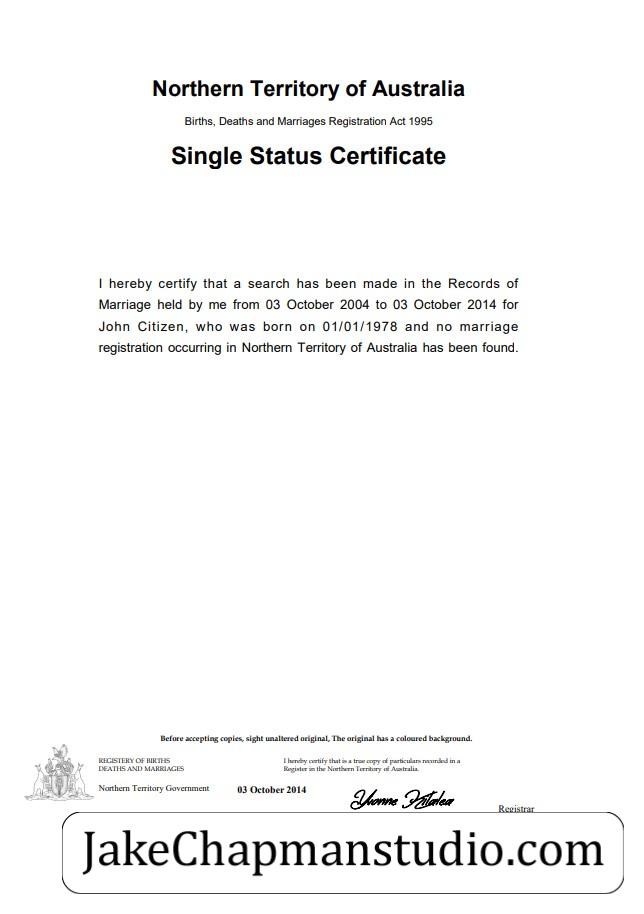 Northern Territory of Australia
Births, Deaths and Marriages Registration Act 1995
Single Status Certificate
I hereby certify that a search has been made in the Records of
Marriage held by me from 03 October 2004 to 03 October 2014 for
John Citizen, who was born on 01/01/1978 and no marriage
registration occurring in Northern Territory of Australia has been found.
Before accepting copies, sight unaltered original, The original has a coloured background.
REGISTERY OF BIRTHS
DEATHS AND MARRIAGES
I hereby certify that is a true copy of particulars recorded in a
Register in the Northern Territory of Australia.
Northern Territory Government
03 October 2014
Yvonne
Registrar
JakeChapmanstudio.com